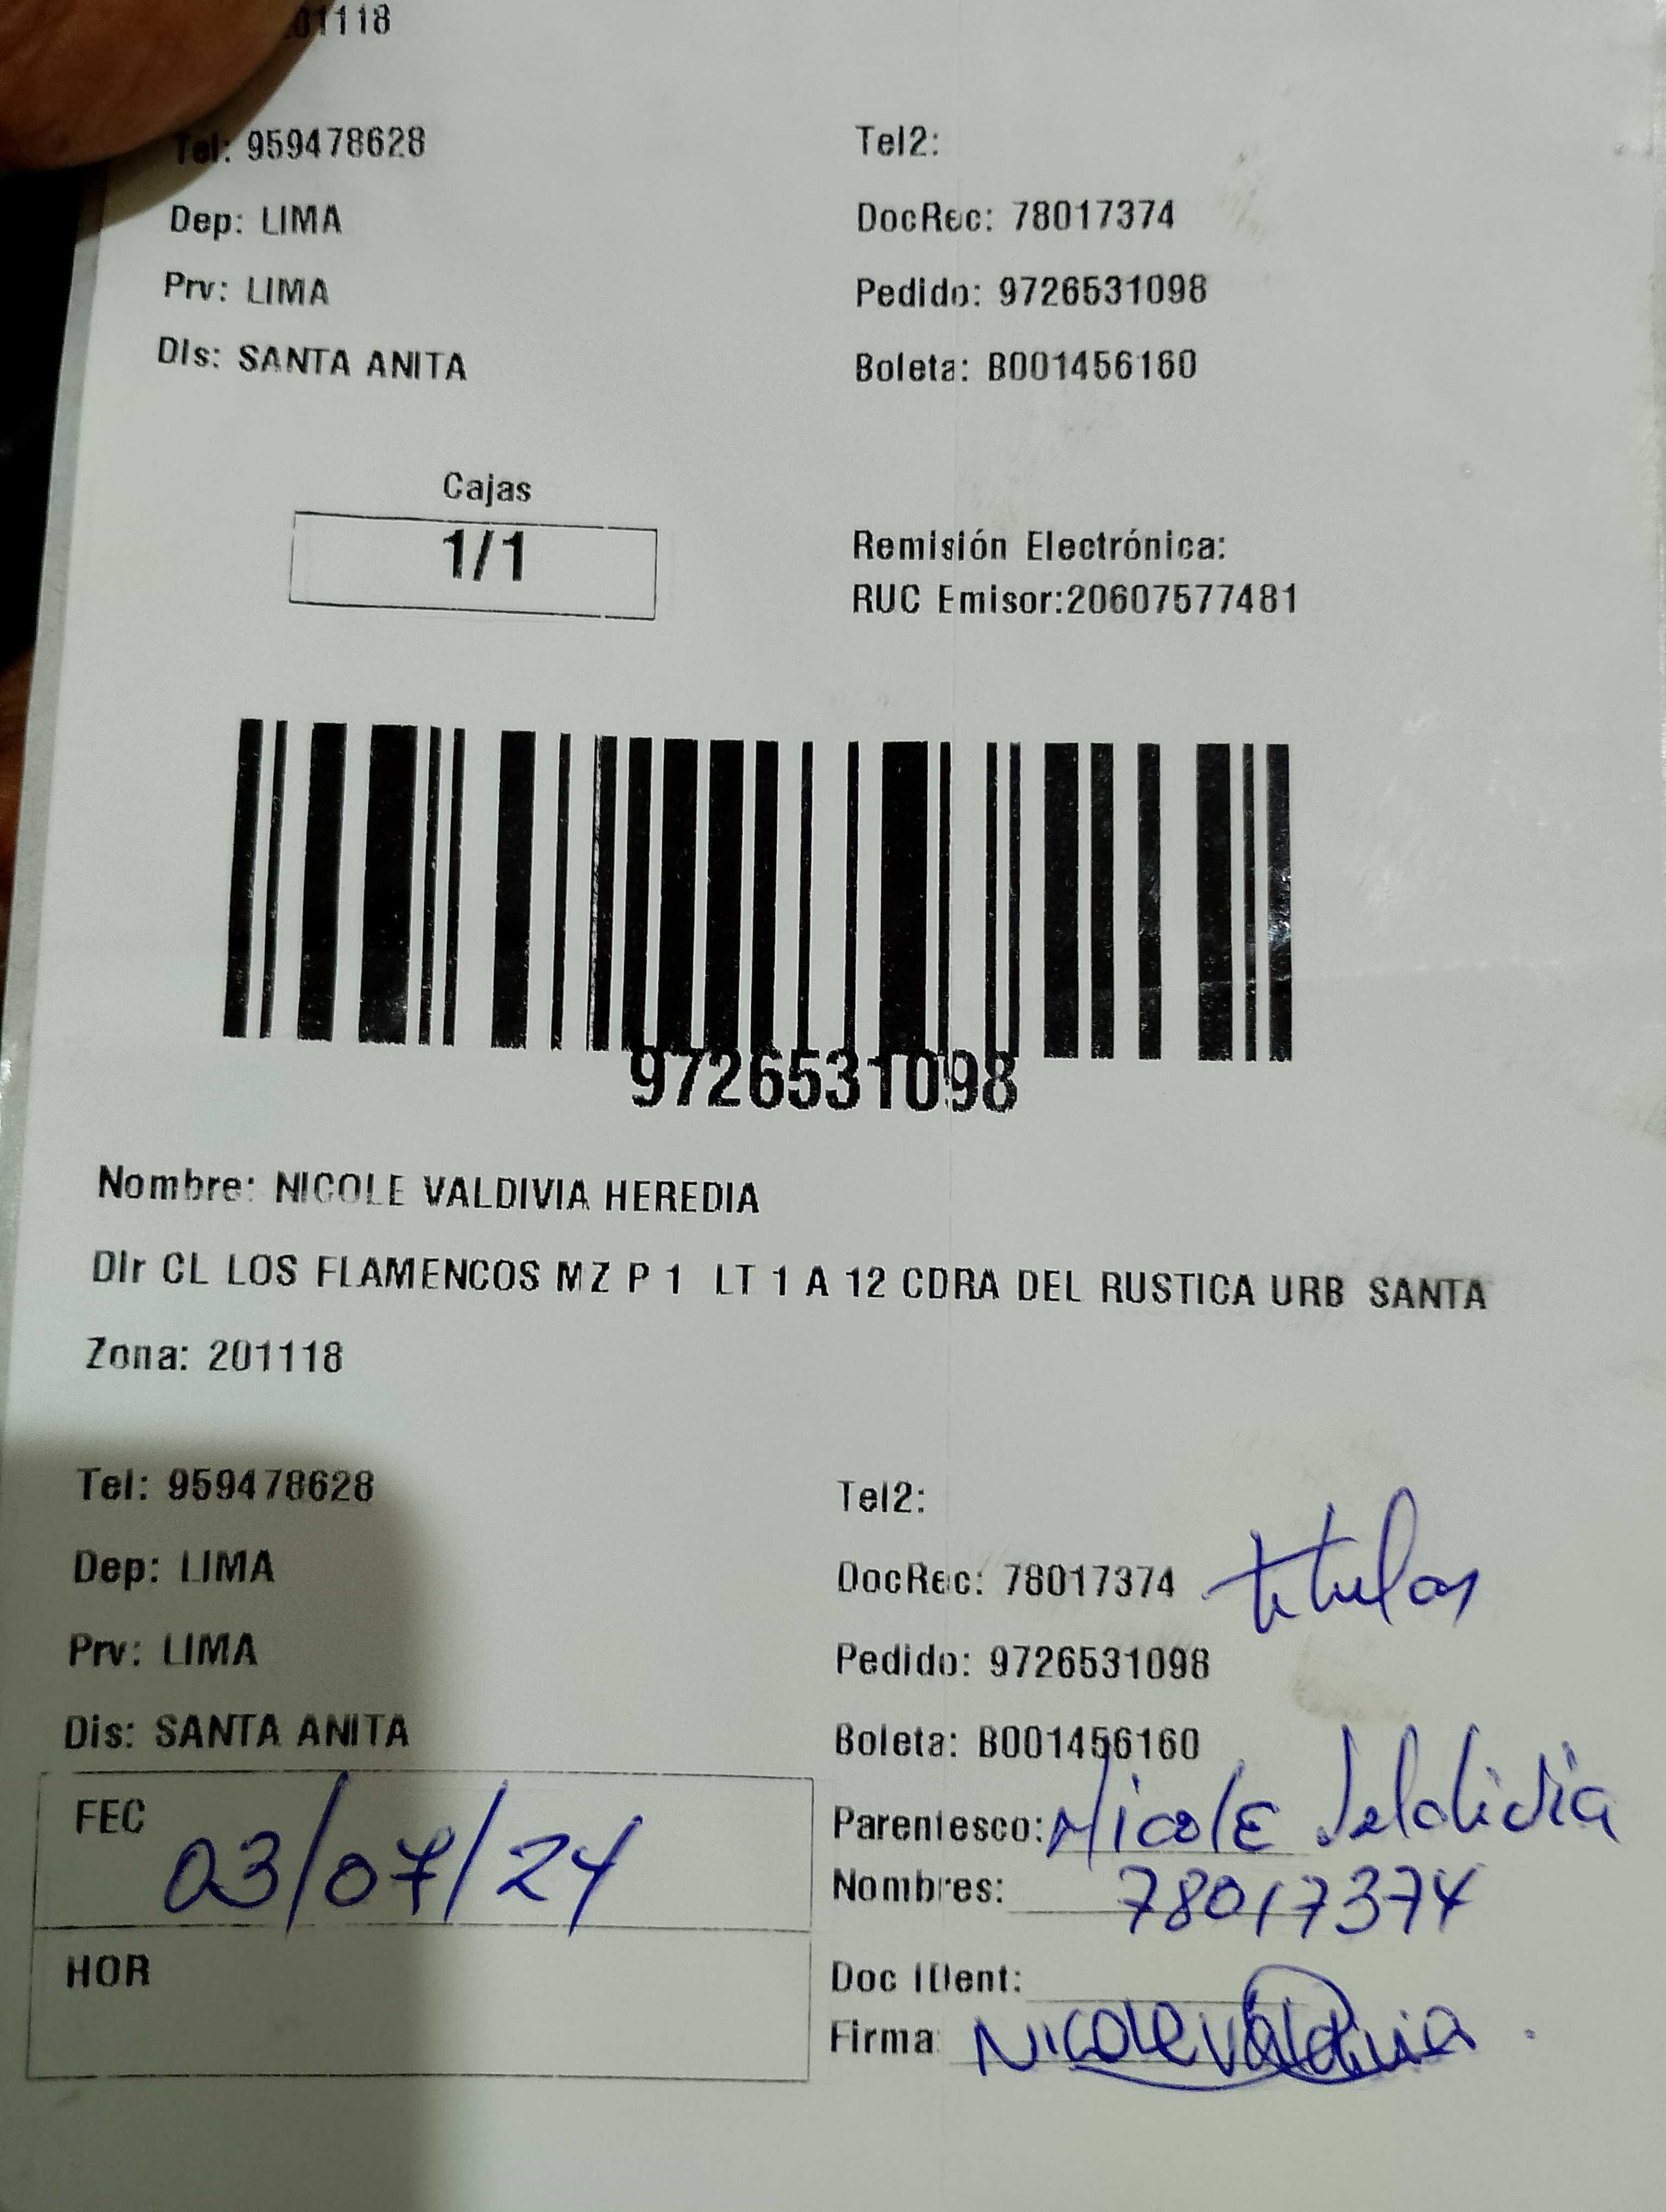 01118
Tel: 959478628 Tel2:
Dep: LIMA DocRec: 78017374
Prv: LIMA Pedido: 9726531098
Dis: SANTA ANITA Boleta: B001456160
Cajas
1/1
Remisión Electrónica:
RUC Emisor:20607577481
9726531098
Nombre: NICOLE VALDIVIA HEREDIA
Dir CL LOS FLAMENCOS MZ P 1 LT 1 A 12 CDRA DEL RUSTICA URB SANTA
Zona: 201118
Tel: 959478628 Tel2:
Dep: LIMA DocRec: 78017374 titular
Prv: LIMA Pedido: 9726531098
Dis: SANTA ANITA Boleta: B001456160
FEC 03/07/24
Parentesco: Nicole Valdivia
Nombres: 78017374
HOR
Doc IDent:
Firma: Nicole Valdivia